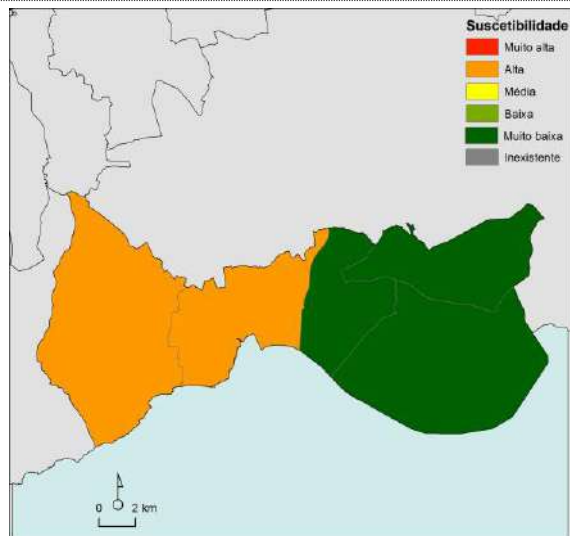 Suscetibilidade
Muito alta
Alta
Média
Baixa
Muito baixa
Inexistente
0 2 km